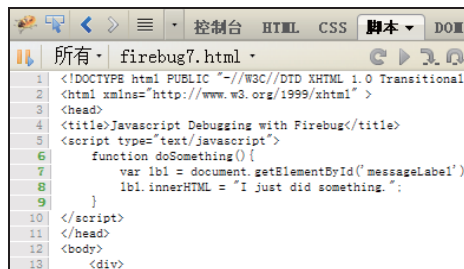 控制台 HTML CSS 脚本 DOM
所有 firebug7.html
1 <!DOCTYPE html PUBLIC "-//W3C//DTD XHTML 1.0 Transitional
2 <html xmlns="http://www.w3.org/1999/xhtml" >
3 <head>
4 <title>Javascript Debugging with Firebug</title>
5 <script type="text/javascript">
6 function doSomething(){
7 var lbl = document.getElementById('messageLabel')
8 lbl.innerHTML = "I just did something.";
9 }
10 </script>
11 </head>
12 <body>
13 <div>